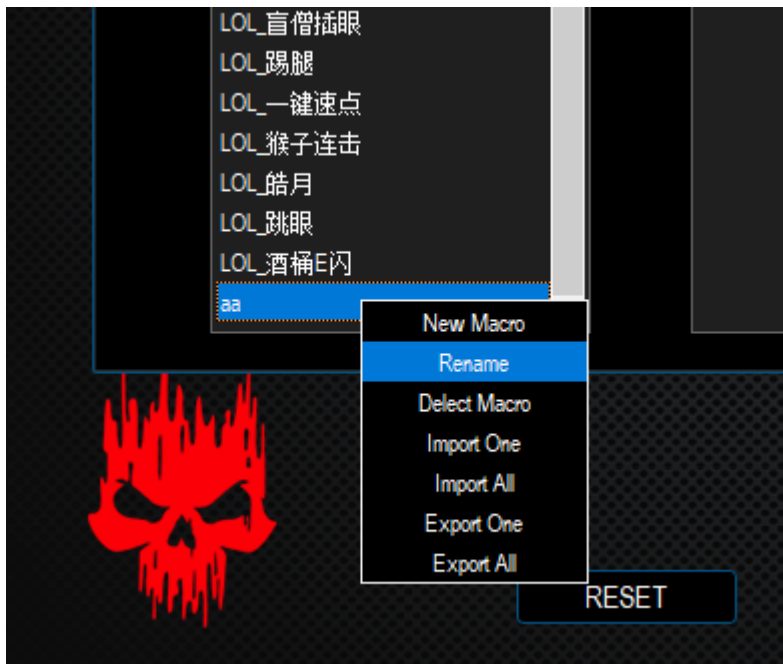 LOL_盲僧插眼
LOL_踢腿
LOL_一键速点
LOL_猴子连击
LOL_皓月
LOL_跳眼
LOL_酒桶E闪
aa
New Macro
Rename
Delect Macro
Import One
Import All
Export One
Export All
RESET